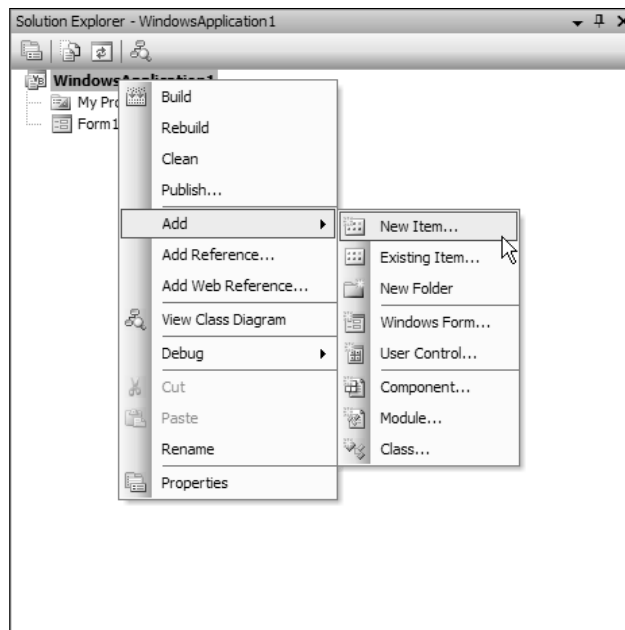 Solution Explorer - WindowsApplication1
WindowsApplication1
My Pro
Form1
Build
Rebuild
Clean
Publish...
Add
Add Reference...
Add Web Reference...
View Class Diagram
Debug
Cut
Paste
Rename
Properties
New Item...
Existing Item...
New Folder
Windows Form...
User Control...
Component...
Module...
Class...